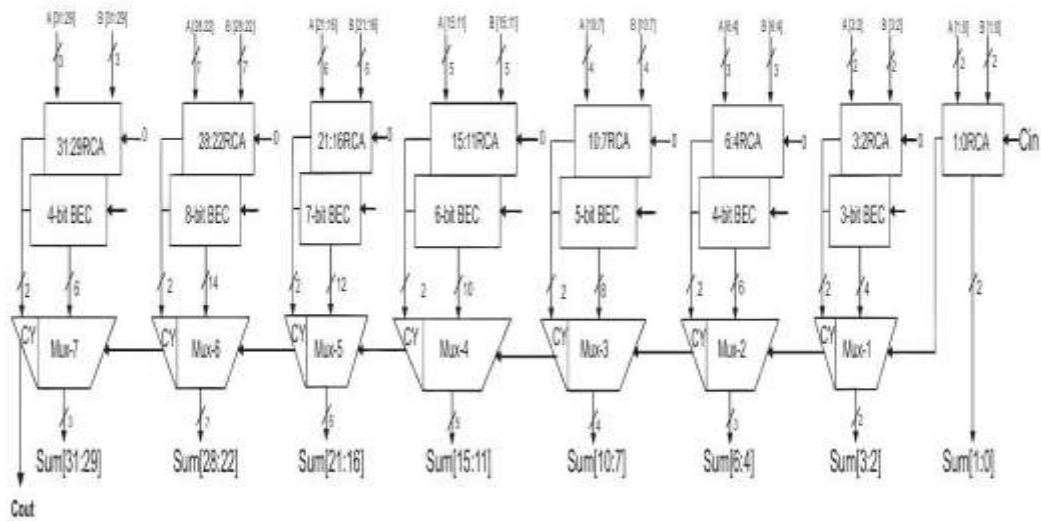 A [31:29] B [31:29] A[28:22] B [28:22] A[21:16] B [21:16] A[15:11] B[15:11] A[10:7] B[10:7] A[6:4] B[6:4] A[3:2] B[3:2] A [1:0] B [1:0]
3 3 7 7 6 6 5 5 4 4 3 3 2 2 2 2
31:29RCA 0 28:22RCA 0 21:16RCA 0 15:11RCA 0 10:7RCA 0 6:4RCA 0 3:2RCA 0 1:0RCA Cin
4-bit BEC 8-bit BEC 7-bit BEC 6-bit BEC 5-bit BEC 4-bit BEC 3-bit BEC
2 6 2 14 2 12 2 10 2 8 2 6 2 4 2
CY Mux-7 CY Mux-6 CY Mux-5 CY Mux-4 CY Mux-3 CY Mux-2 CY Mux-1
3 7 6 5 4 3 2
Sum[31:29] Sum[28:22] Sum[21:16] Sum[15:11] Sum[10:7] Sum[6:4] Sum[3:2] Sum[1:0]
Cout